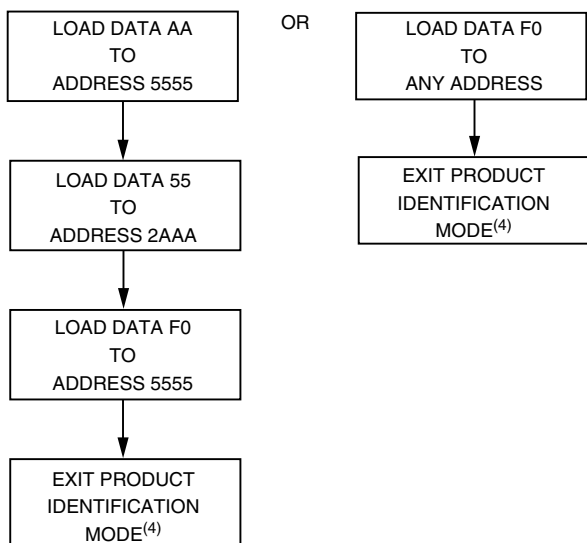 LOAD DATA AA
TO
ADDRESS 5555
LOAD DATA 55
TO
ADDRESS 2AAA
LOAD DATA F0
TO
ADDRESS 5555
EXIT PRODUCT
IDENTIFICATION
MODE(4)
OR
LOAD DATA F0
TO
ANY ADDRESS
EXIT PRODUCT
IDENTIFICATION
MODE(4)